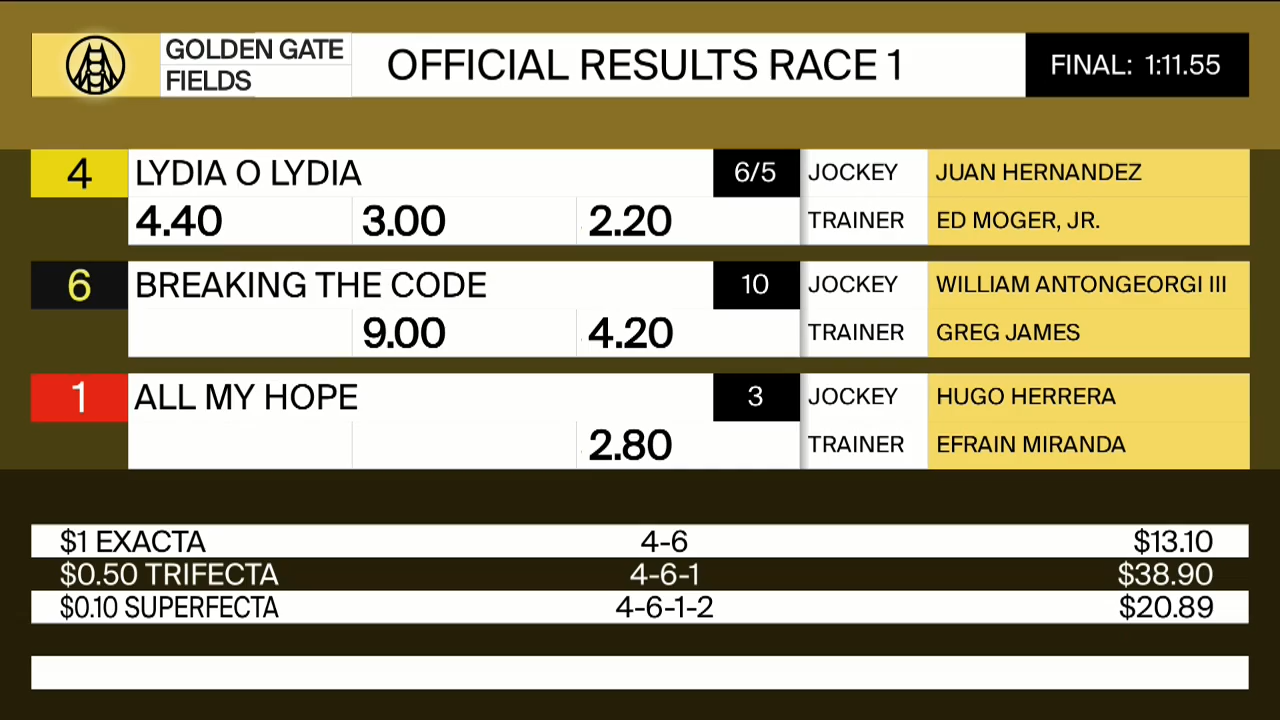 GOLDEN GATE
FIELDS
OFFICIAL RESULTS RACE 1
FINAL: 1:11.55
4 LYDIA O LYDIA 6/5 JOCKEY JUAN HERNANDEZ
4.40 3.00 2.20 TRAINER ED MOGER, JR.
6 BREAKING THE CODE 10 JOCKEY WILLIAM ANTONGEORGI III
9.00 4.20 TRAINER GREG JAMES
1 ALL MY HOPE 3 JOCKEY HUGO HERRERA
2.80 TRAINER EFRAIN MIRANDA
$1 EXACTA 4-6 $13.10
$0.50 TRIFECTA 4-6-1 $38.90
$0.10 SUPERFECTA 4-6-1-2 $20.89